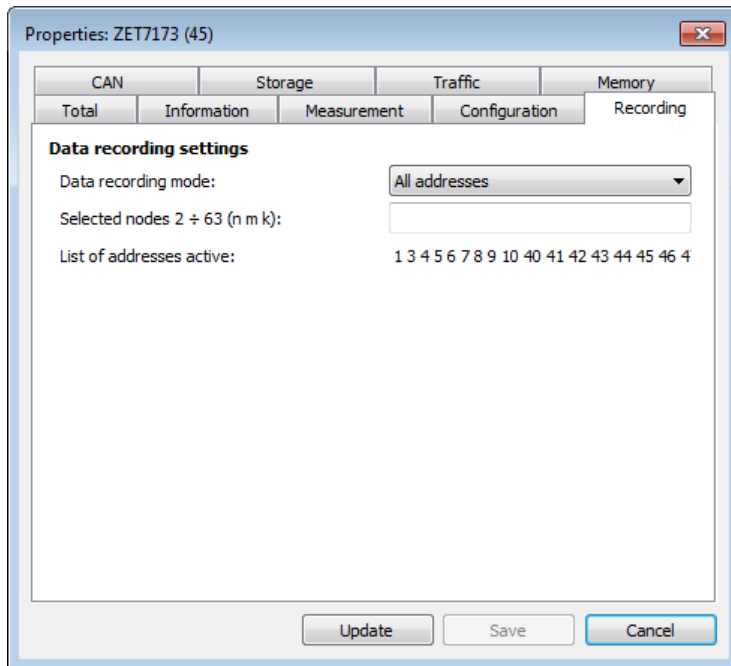 Properties: ZET7173 (45)
CAN Storage Traffic Memory
Total Information Measurement Configuration Recording
Data recording settings
Data recording mode: All addresses
Selected nodes 2 ÷ 63 (n m k):
List of addresses active: 1 3 4 5 6 7 8 9 10 40 41 42 43 44 45 46
Update Save Cancel